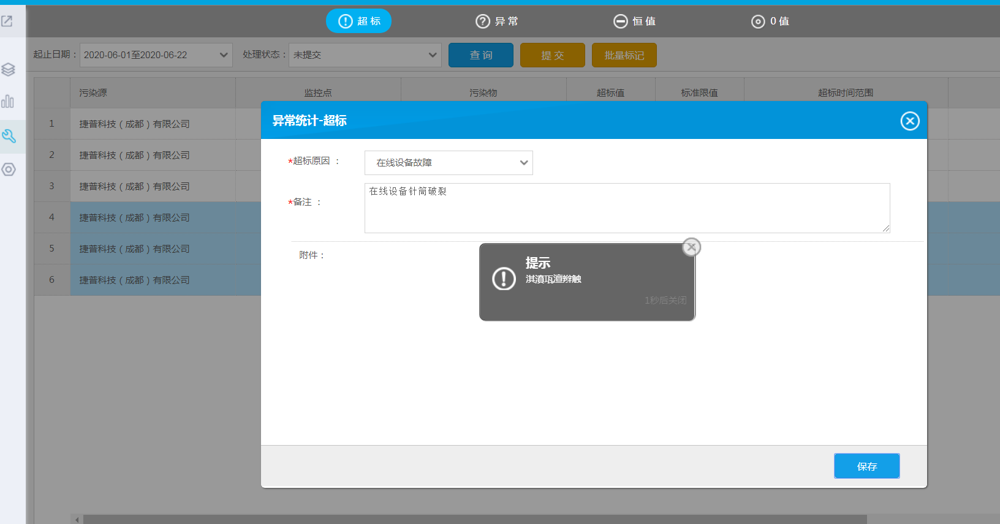 超 标
异 常
恒 值
0 值
起止日期： 2020-06-01至2020-06-22 处理状态： 未提交 查 询 提 交 批量标记
污染源 监控点 污染物 超标值 标准限值 超标时间范围
1 捷普科技（成都）有限公司
2 捷普科技（成都）有限公司
3 捷普科技（成都）有限公司
4 捷普科技（成都）有限公司
5 捷普科技（成都）有限公司
6 捷普科技（成都）有限公司
异常统计-超标
*超标原因 ： 在线设备故障
*备注 ： 在线设备针筒破裂
附件：
提示
1秒后关闭
保存